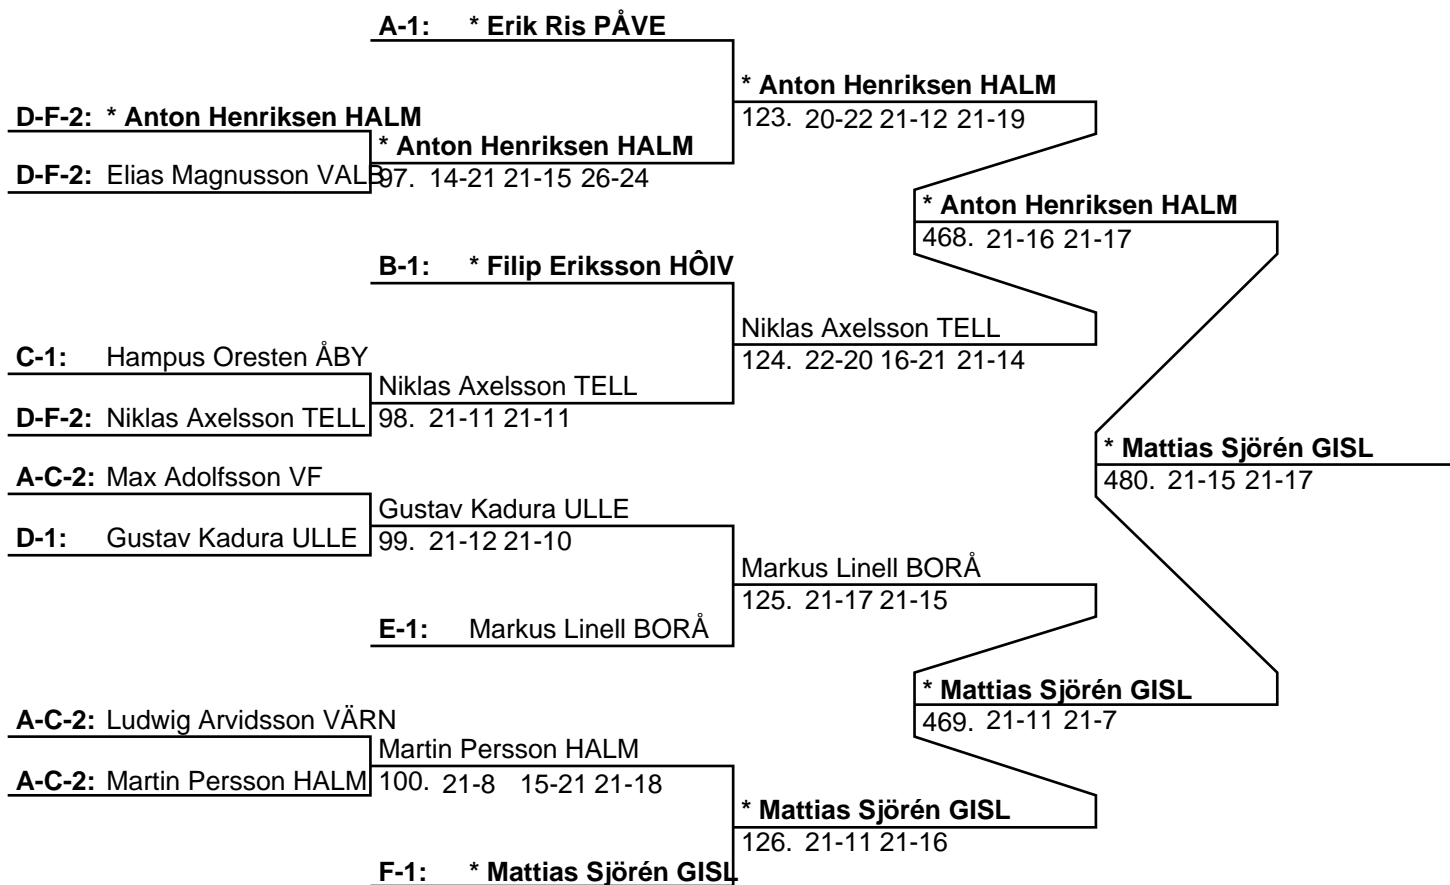 A-1: * Erik Ris PÅVE
* Anton Henriksen HALM
D-F-2: * Anton Henriksen HALM
123. 20-22 21-12 21-19
* Anton Henriksen HALM
D-F-2: Elias Magnusson VALB
97. 14-21 21-15 26-24
* Anton Henriksen HALM
468. 21-16 21-17
B-1: * Filip Eriksson HÔIV
Niklas Axelsson TELL
C-1: Hampus Oresten ÅBY
124. 22-20 16-21 21-14
Niklas Axelsson TELL
D-F-2: Niklas Axelsson TELL
98. 21-11 21-11
* Mattias Sjörén GISL
A-C-2: Max Adolfsson VF
480. 21-15 21-17
Gustav Kadura ULLE
D-1: Gustav Kadura ULLE
99. 21-12 21-10
Markus Linell BORÅ
125. 21-17 21-15
E-1: Markus Linell BORÅ
* Mattias Sjörén GISL
A-C-2: Ludwig Arvidsson VÄRN
469. 21-11 21-7
Martin Persson HALM
A-C-2: Martin Persson HALM
100. 21-8 15-21 21-18
* Mattias Sjörén GISL
126. 21-11 21-16
F-1: * Mattias Sjörén GISL